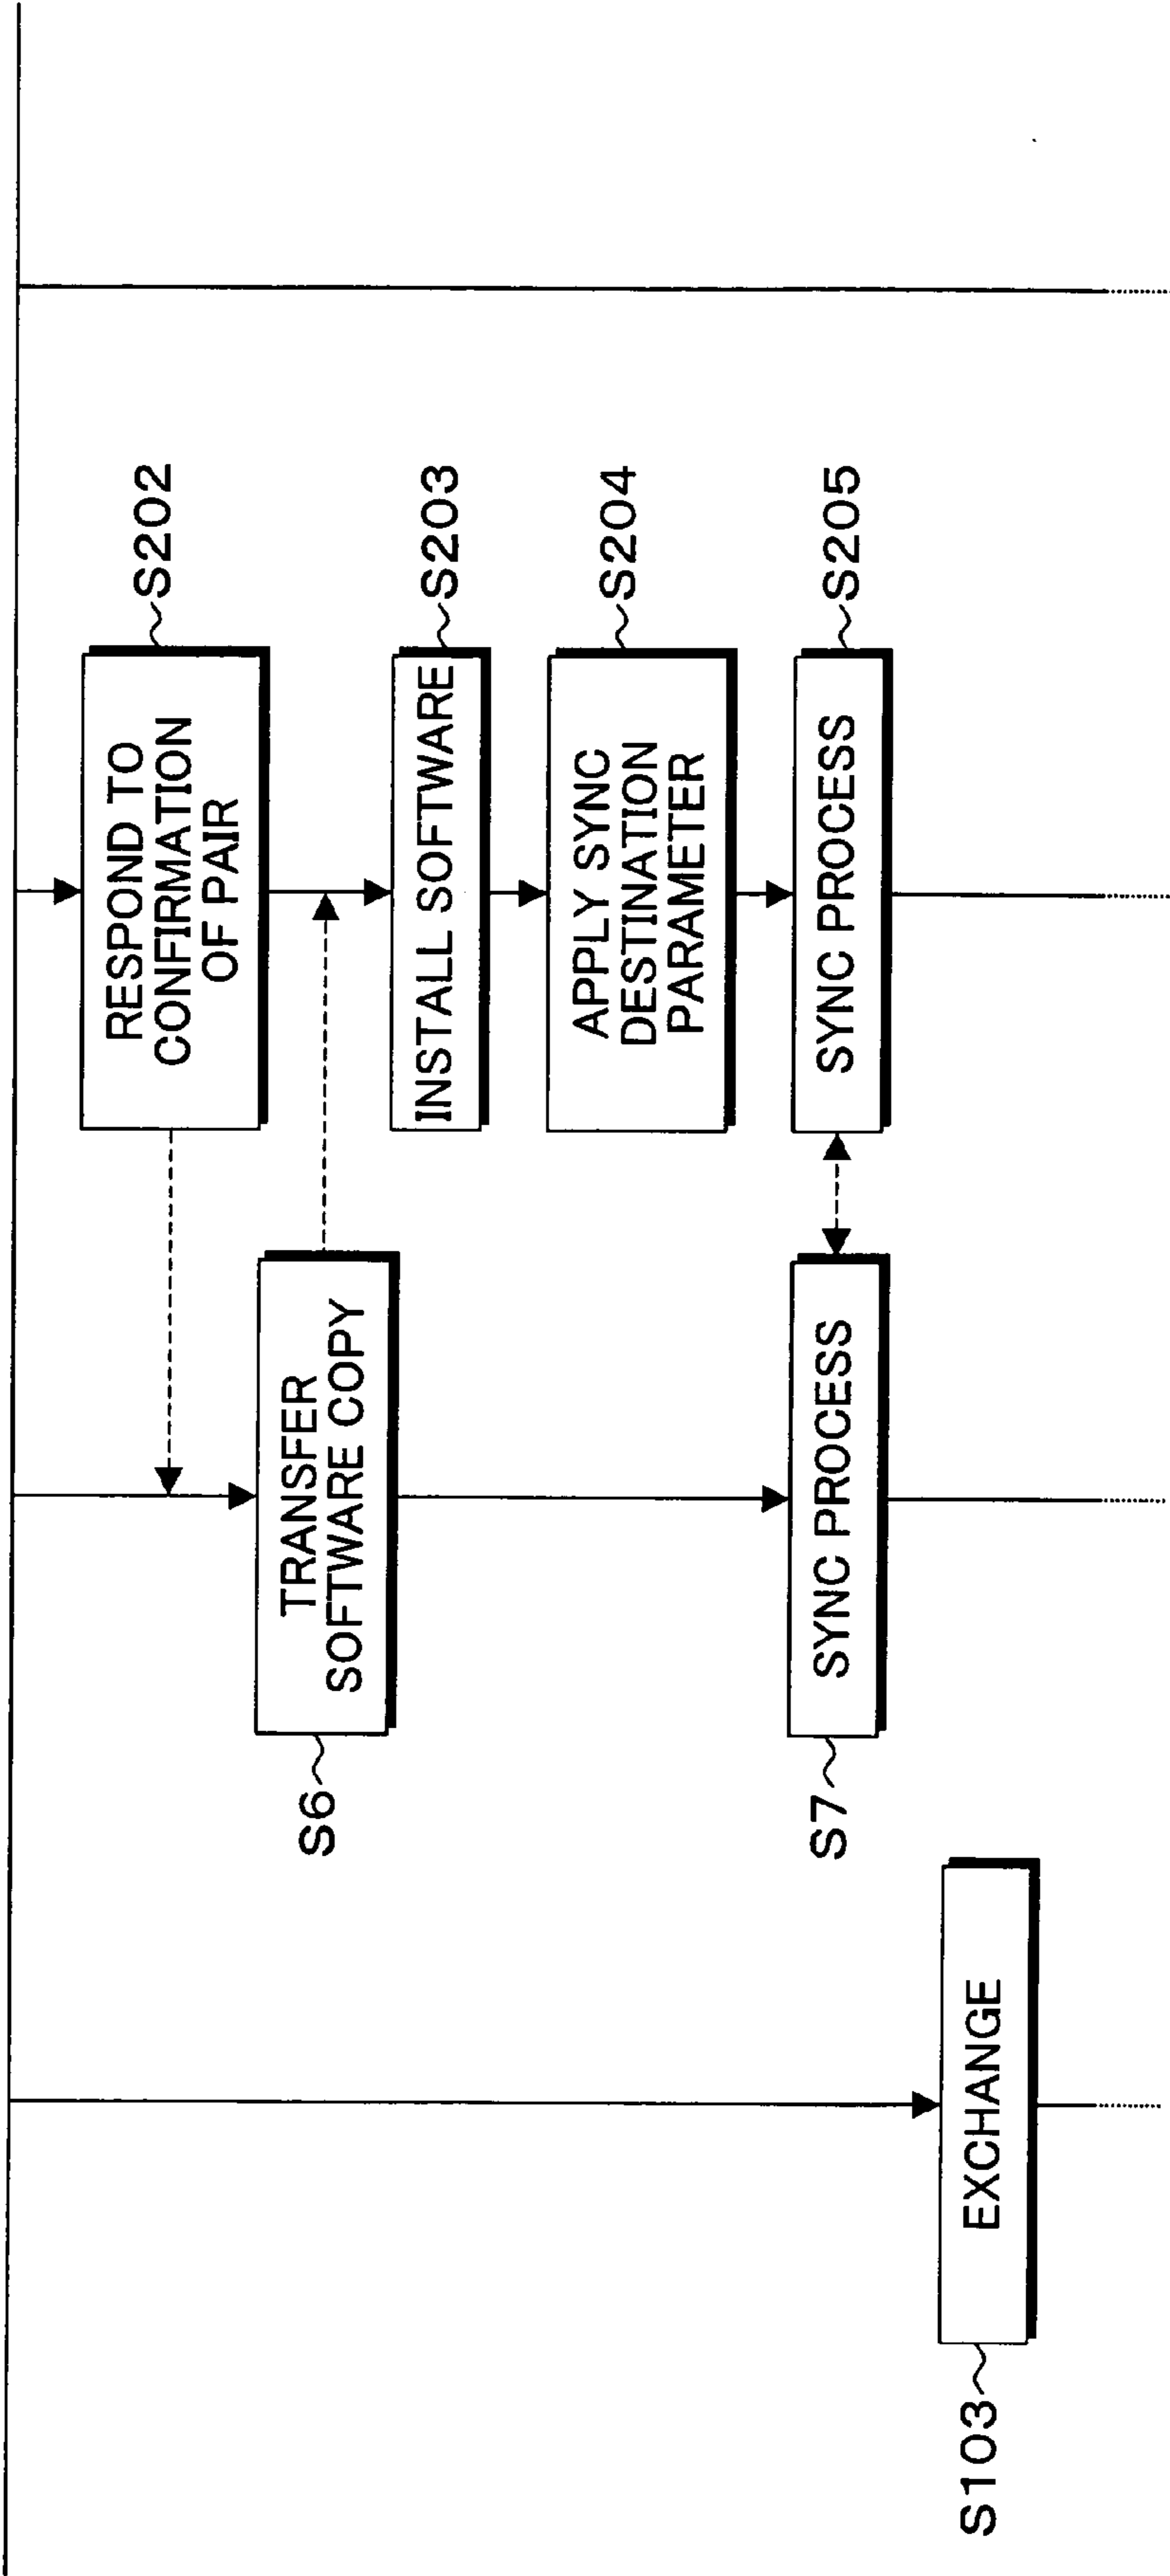 RESPOND TO
CONFIRMATION
OF PAIR
S202
TRANSFER
SOFTWARE COPY
S6
INSTALL SOFTWARE
S203
APPLY SYNC
DESTINATION
PARAMETER
S204
SYNC PROCESS
S7
SYNC PROCESS
S205
EXCHANGE
S103